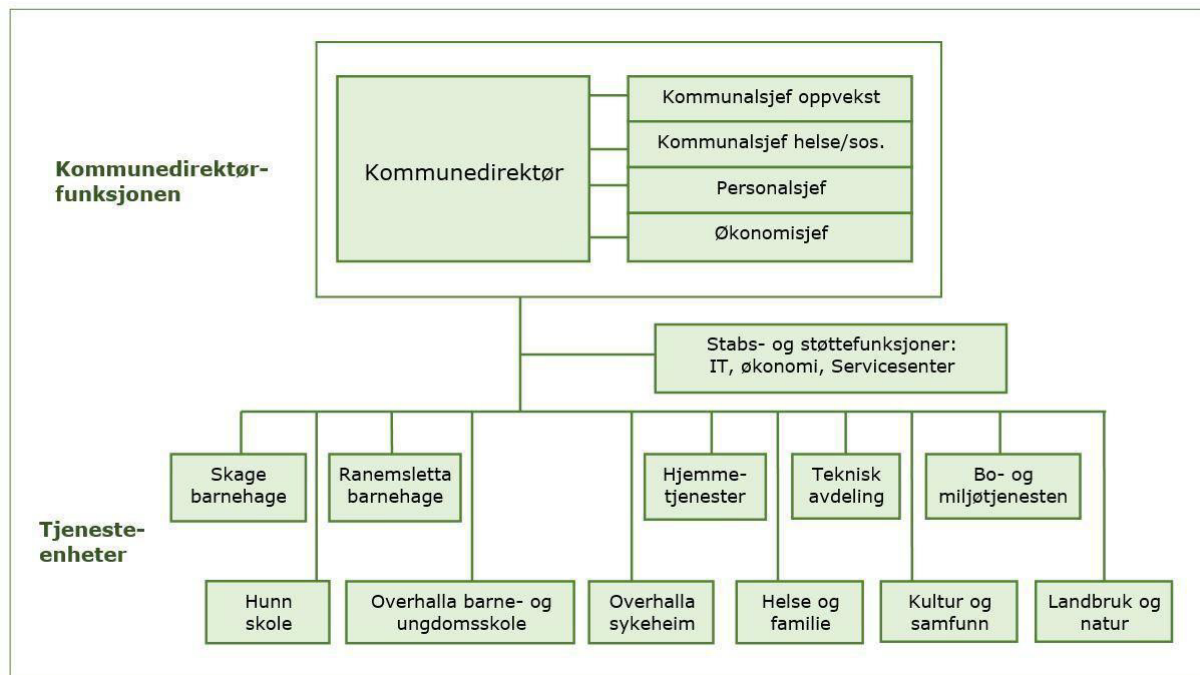 Kommunedirektør-
funksjonen
Kommunedirektør
Kommunalsjef oppvekst
Kommunalsjef helse/sos.
Personalsjef
Økonomisjef
Stabs- og støttefunksjoner:
IT, økonomi, Servicesenter
Tjeneste-
enheter
Skage
barnehage
Ranemsletta
barnehage
Hjemme-
tjenester
Teknisk
avdeling
Bo- og
miljøtjenesten
Hunn
skole
Overhalla barne- og
ungdomsskole
Overhalla
sykeheim
Helse og
familie
Kultur og
samfunn
Landbruk og
natur